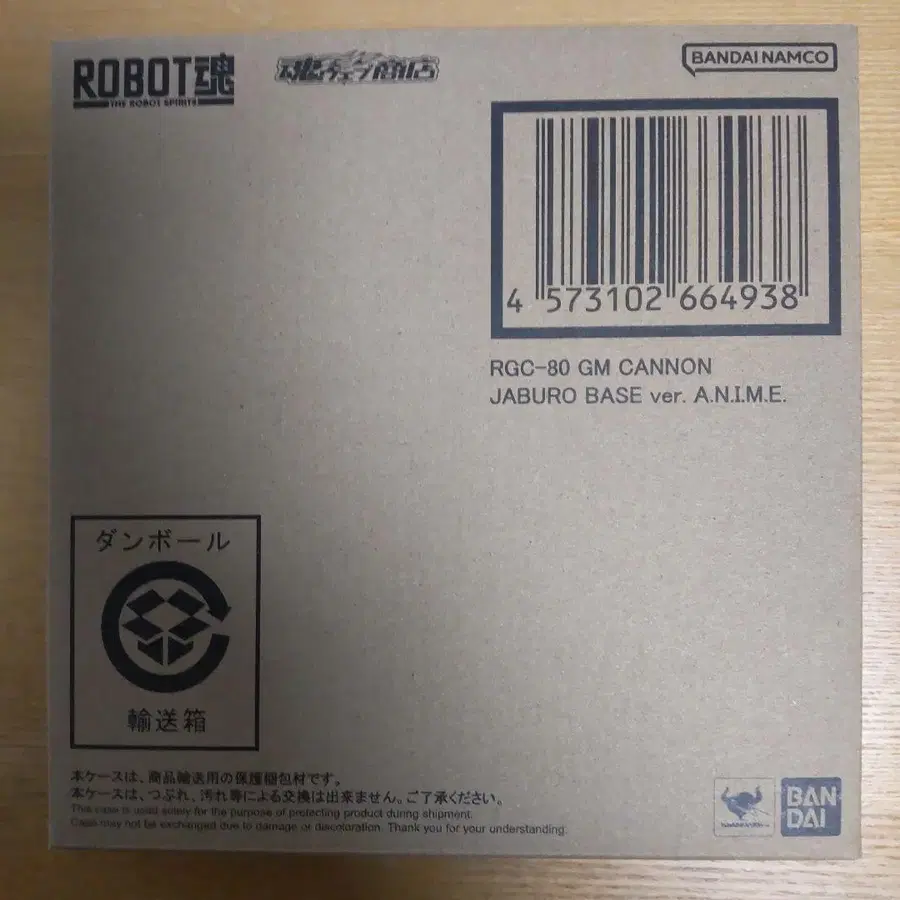 ROBOT魂
THE ROBOT SPIRITS
魂ウェブ商店
BANDAI NAMCO
4 573102 664938
RGC-80 GM CANNON
JABURO BASE ver. A.N.I.M.E.
ダンボール
輸送箱
本ケースは、商品輸送用の保護梱包材です。
本ケースは、つぶれ、汚れ等による交換は出来ません。ご了承ください。
This case is used solely for the purpose of protecting product during shipment.
Case may not be exchanged due to damage or discoloration. Thank you for your understanding.
BAN
DAI